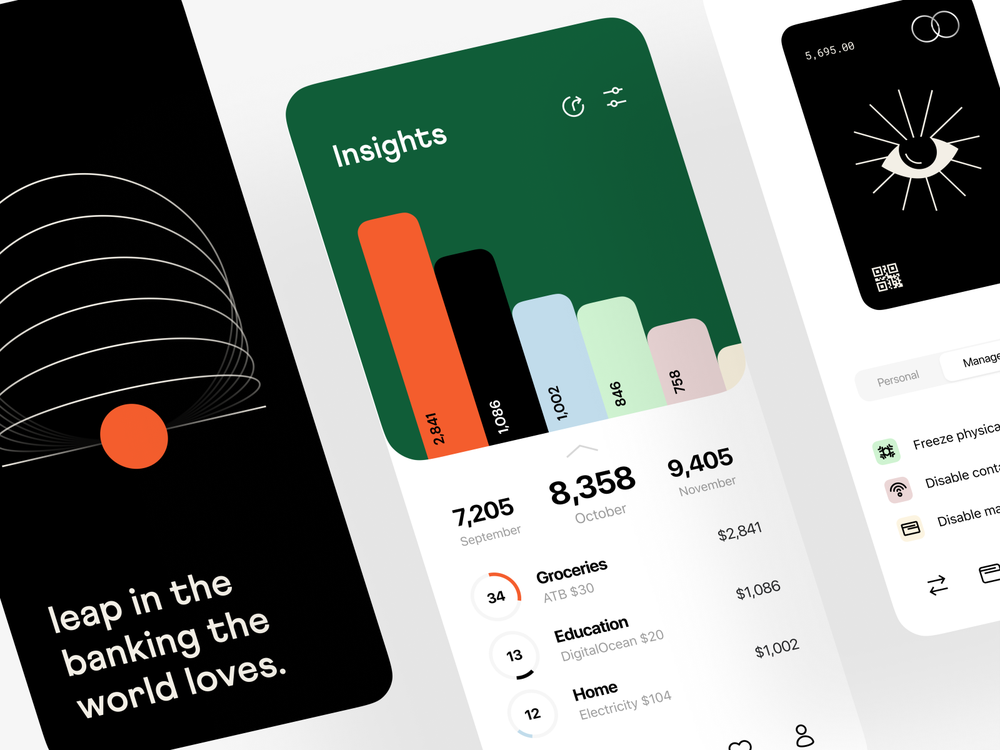 leap in the
banking the
world loves.
Insights
2,841
1,086
1,002
846
758
7,205
September
8,358
October
9,405
November
34
Groceries
ATB $30
$2,841
13
Education
DigitalOcean $20
$1,086
12
Home
Electricity $104
$1,002
5,695.00
Personal
Manage
Freeze physica
Disable conta
Disable ma